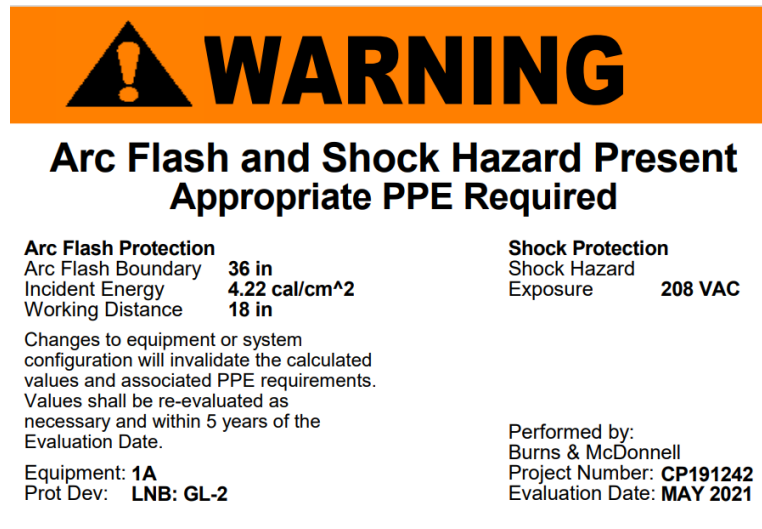 WARNING
Arc Flash and Shock Hazard Present
Appropriate PPE Required
Arc Flash Protection
Arc Flash Boundary 36 in
Incident Energy 4.22 cal/cm^2
Working Distance 18 in
Changes to equipment or system
configuration will invalidate the calculated
values and associated PPE requirements.
Values shall be re-evaluated as
necessary and within 5 years of the
Evaluation Date.
Equipment: 1A
Prot Dev: LNB: GL-2
Shock Protection
Shock Hazard
Exposure 208 VAC
Performed by:
Burns & McDonnell
Project Number: CP191242
Evaluation Date: MAY 2021